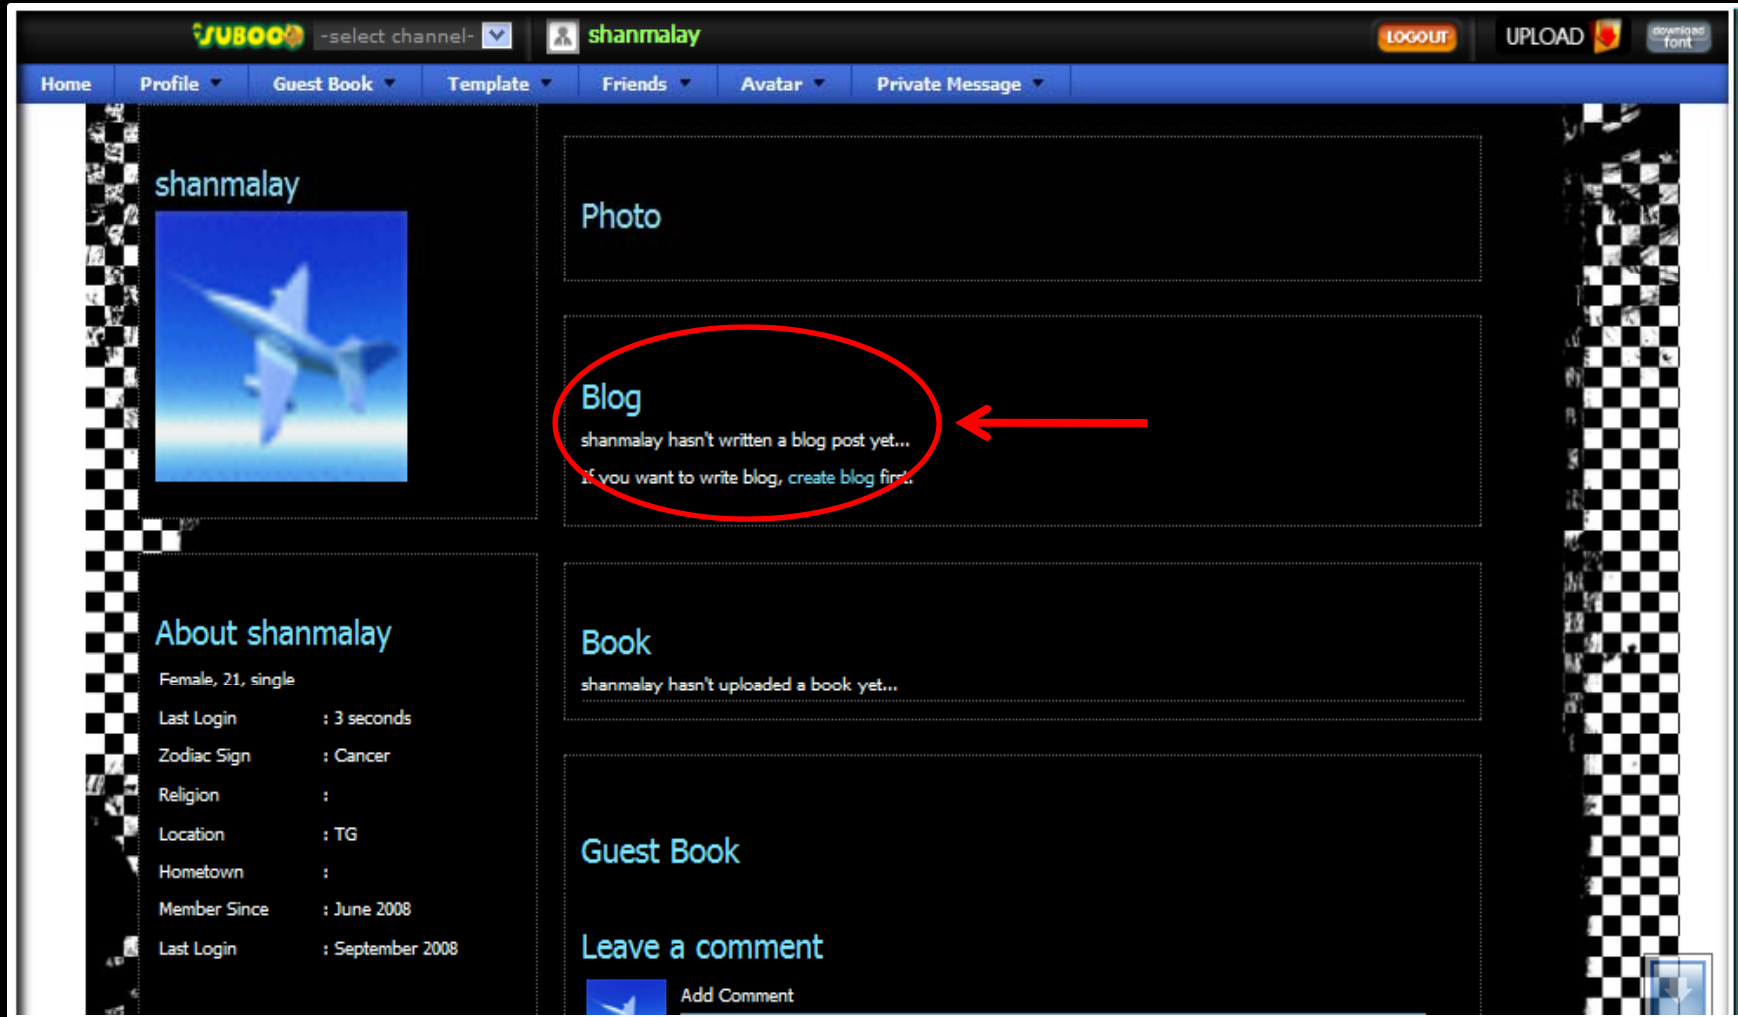 SUBOO -select channel- shanmalay LOGOUT UPLOAD download font
Home Profile Guest Book Template Friends Avatar Private Message
shanmalay
Photo
Blog
shanmalay hasn't written a blog post yet...
If you want to write blog, create blog first.
About shanmalay
Female, 21, single
Last Login : 3 seconds
Zodiac Sign : Cancer
Religion :
Location : TG
Hometown :
Member Since : June 2008
Last Login : September 2008
Book
shanmalay hasn't uploaded a book yet...
Guest Book
Leave a comment
Add Comment